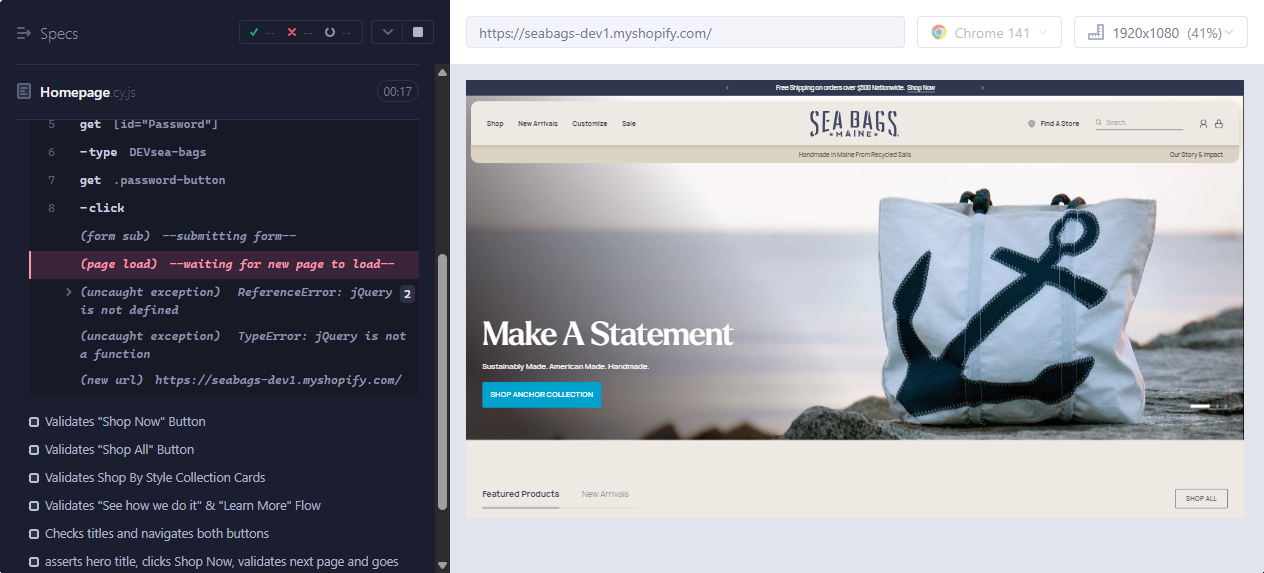 Specs
-- -- --
Homepage.cy.js
00:17
5 get [id="Password"]
6 -type DEVsea-bags
7 get .password-button
8 -click
(form sub) --submitting form--
(page load) --waiting for new page to load--
(uncaught exception) ReferenceError: jQuery 2
is not defined
(uncaught exception) TypeError: jQuery is not
a function
(new url) https://seabags-dev1.myshopify.com/
Validates "Shop Now" Button
Validates "Shop All" Button
Validates Shop By Style Collection Cards
Validates "See how we do it" & "Learn More" Flow
Checks titles and navigates both buttons
asserts hero title, clicks Shop Now, validates next page and goes
https://seabags-dev1.myshopify.com/
Chrome 141
1920x1080 (41%)
Free Shipping on orders over $500 Nationwide. Shop Now
Shop New Arrivals Customize Sale
SEA BAGS
MAINE
Find A Store
Search
Handmade in Maine From Recycled Sails
Our Story & Impact
Make A Statement
Sustainably Made. American Made. Handmade.
SHOP ANCHOR COLLECTION
Featured Products New Arrivals
SHOP ALL